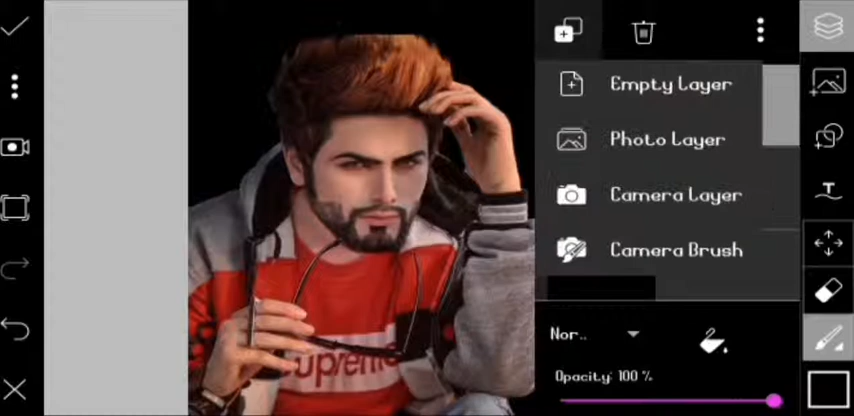 Empty Layer
Photo Layer
Camera Layer
Camera Brush
Nor..
Opacity: 100 %
supreme